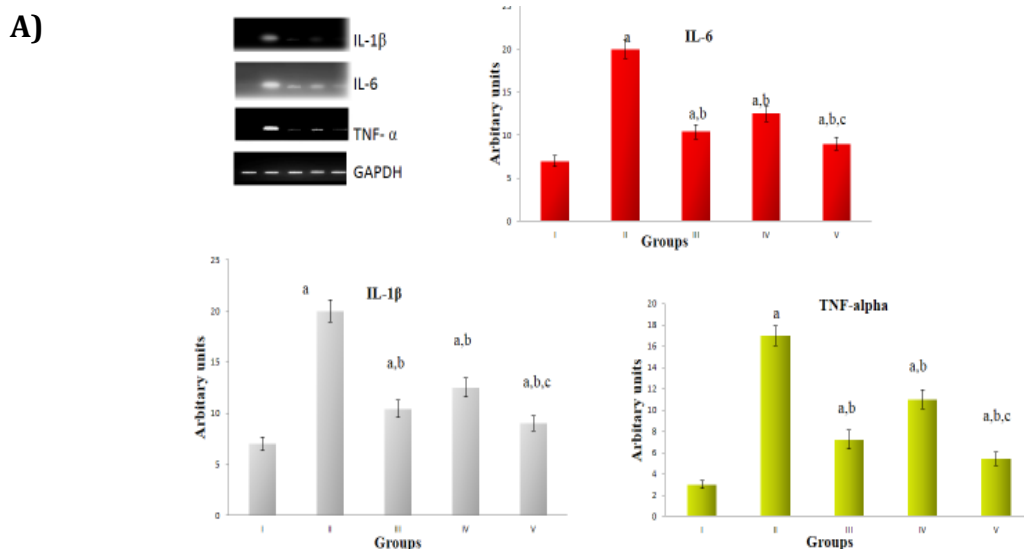 A)
IL-1β
IL-6
TNF- α
GAPDH
IL-6
Arbitary units
25
20
15
10
5
0
a
a,b
a,b
a,b,c
I II III IV V
Groups
IL-1β
Arbitary units
25
20
15
10
5
0
a
a,b
a,b
a,b,c
I II III IV V
Groups
TNF-alpha
Arbitary units
20
18
16
14
12
10
8
6
4
2
0
a
a,b
a,b
a,b,c
I II III IV V
Groups